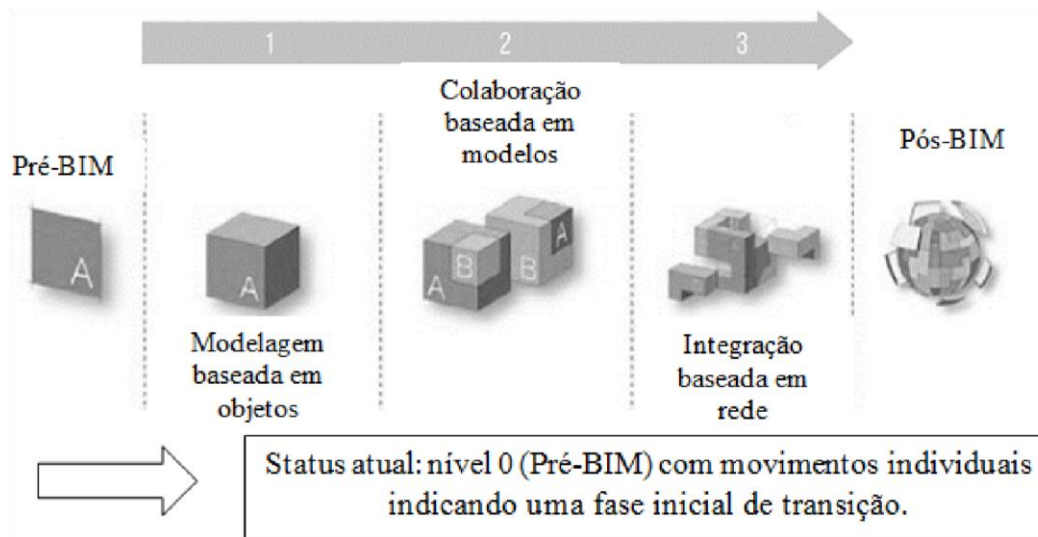 1
2
3
Colaboração
baseada em
modelos
Pré-BIM
Pós-BIM
A
A
A
B
B
A
Modelagem
baseada em
objetos
Integração
baseada em
rede
Status atual: nível 0 (Pré-BIM) com movimentos individuais
indicando uma fase inicial de transição.